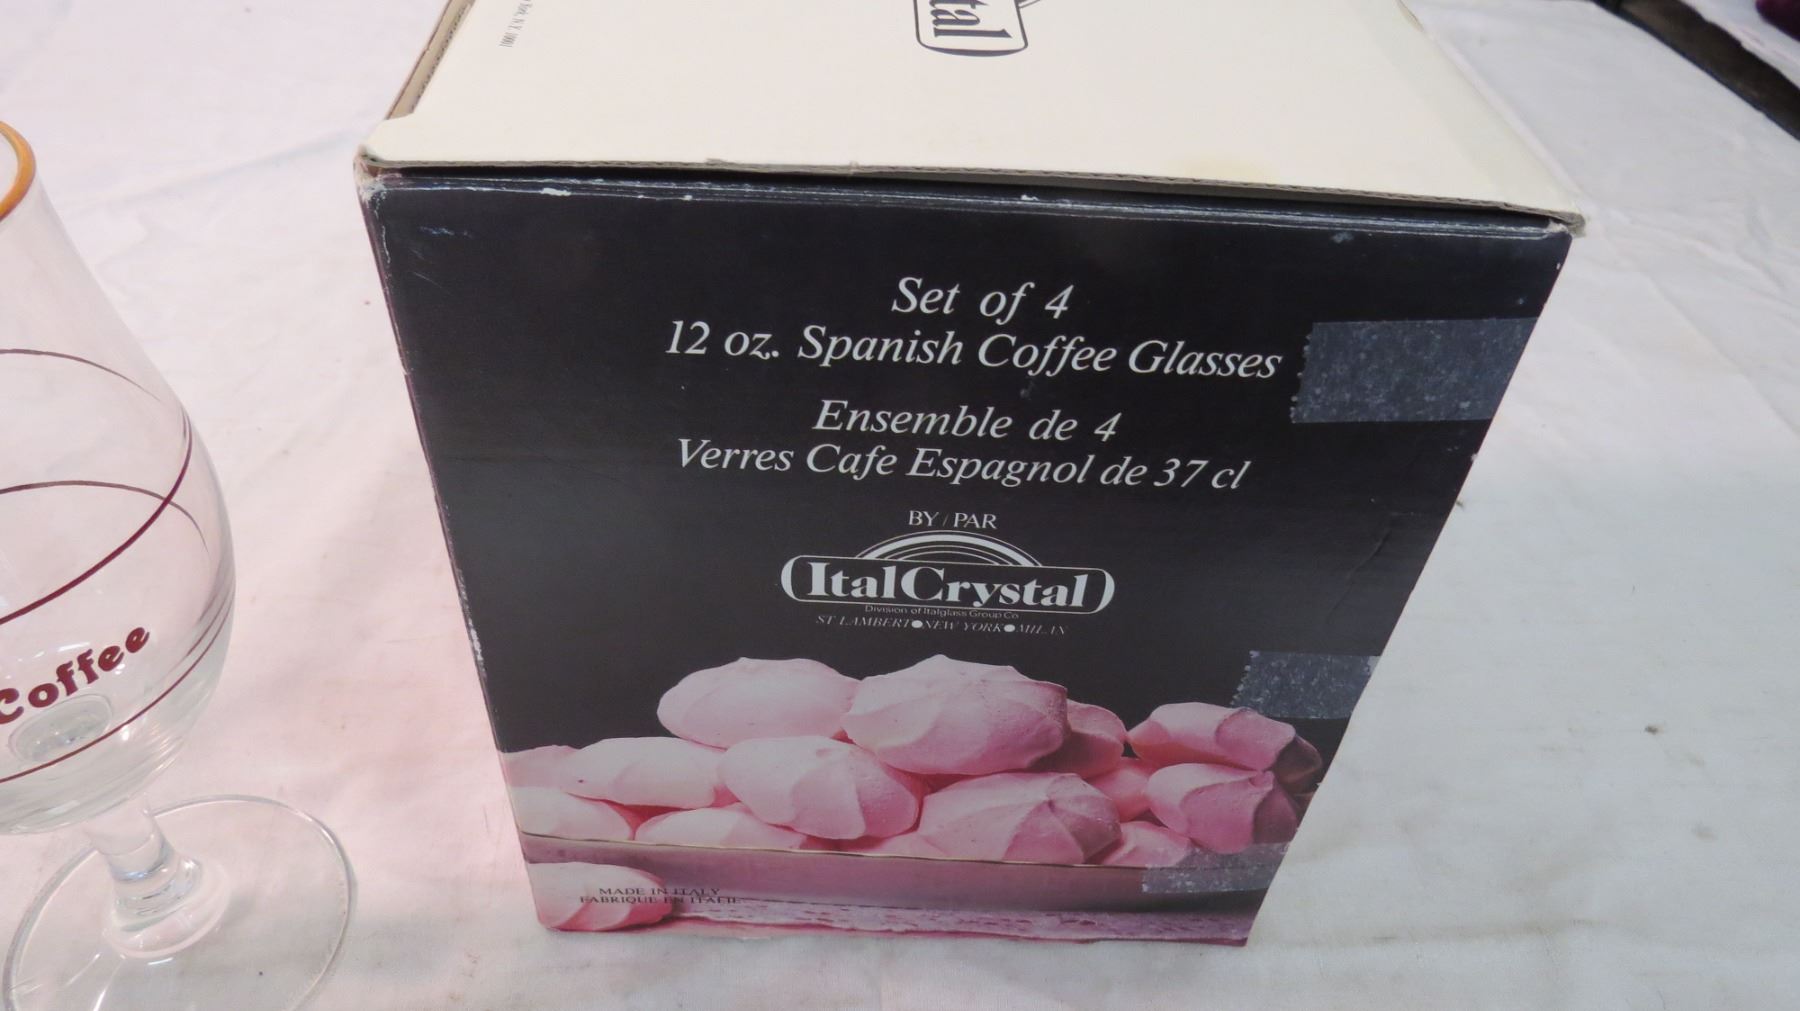 York, N.Y. 10001
tal
Set of 4
12 oz. Spanish Coffee Glasses
Ensemble de 4
Verres Cafe Espagnol de 37 cl
BY / PAR
ItalCrystal
Division of Italglass Group Co
ST LAMBERT●NEW YORK●MILAN
MADE IN ITALY
FABRIQUE EN ITALIE
Coffee